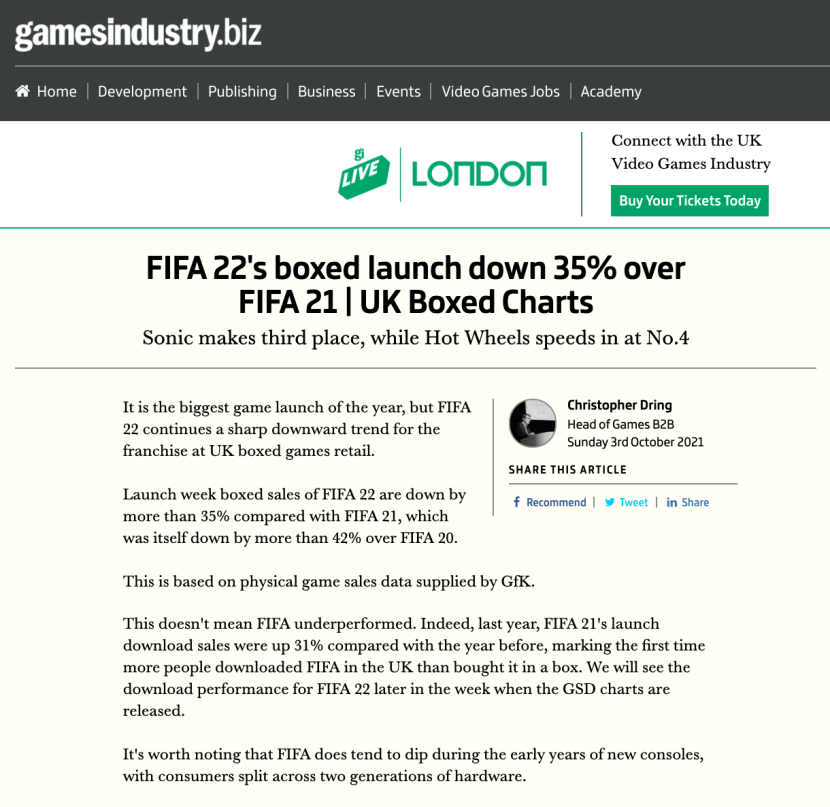 gamesindustry.biz
Home | Development | Publishing | Business | Events | Video Games Jobs | Academy
gi
LIVE
LONDON
Connect with the UK
Video Games Industry
Buy Your Tickets Today
FIFA 22's boxed launch down 35% over
FIFA 21 | UK Boxed Charts
Sonic makes third place, while Hot Wheels speeds in at No.4
It is the biggest game launch of the year, but FIFA
22 continues a sharp downward trend for the
franchise at UK boxed games retail.
Launch week boxed sales of FIFA 22 are down by
more than 35% compared with FIFA 21, which
was itself down by more than 42% over FIFA 20.
Christopher Dring
Head of Games B2B
Sunday 3rd October 2021
SHARE THIS ARTICLE
Recommend | Tweet | in Share
This is based on physical game sales data supplied by GfK.
This doesn't mean FIFA underperformed. Indeed, last year, FIFA 21's launch
download sales were up 31% compared with the year before, marking the first time
more people downloaded FIFA in the UK than bought it in a box. We will see the
download performance for FIFA 22 later in the week when the GSD charts are
released.
It's worth noting that FIFA does tend to dip during the early years of new consoles,
with consumers split across two generations of hardware.